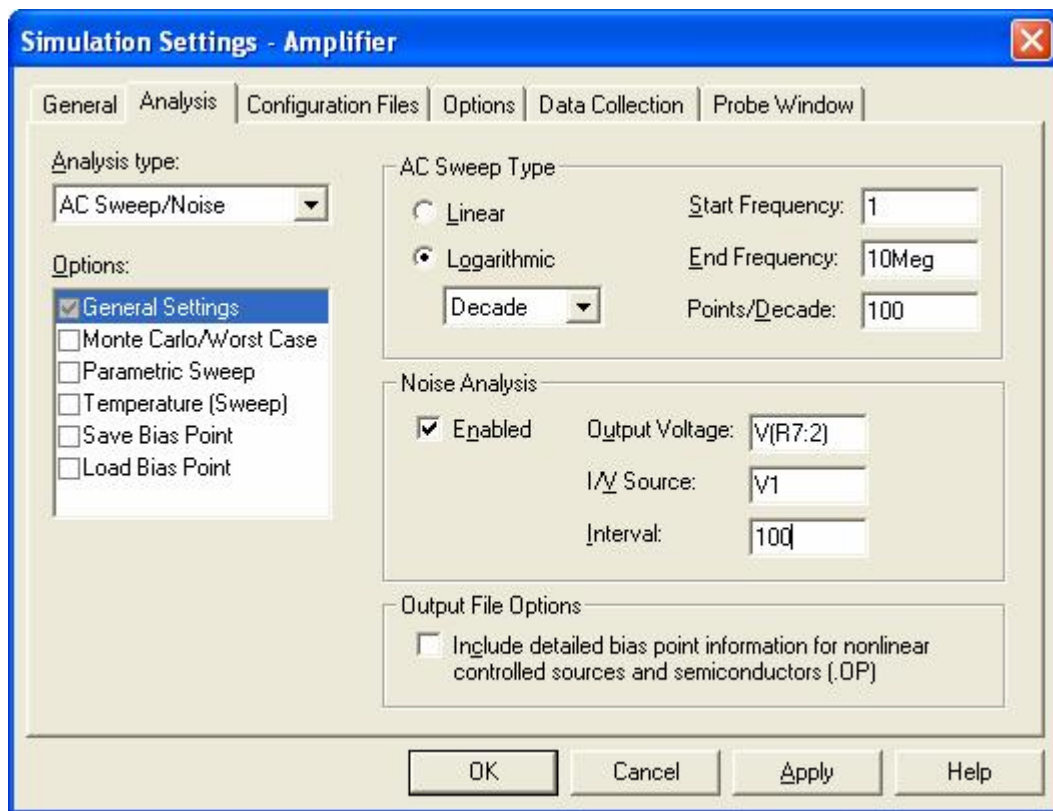 Simulation Settings - Amplifier
General Analysis Configuration Files Options Data Collection Probe Window
Analysis type:
AC Sweep/Noise
Options:
General Settings
Monte Carlo/Worst Case
Parametric Sweep
Temperature (Sweep)
Save Bias Point
Load Bias Point
AC Sweep Type
Linear
Logarithmic
Decade
Start Frequency: 1
End Frequency: 10Meg
Points/Decade: 100
Noise Analysis
Enabled
Output Voltage: V(R7:2)
I/V Source: V1
Interval: 100
Output File Options
Include detailed bias point information for nonlinear
controlled sources and semiconductors (.OP)
OK Cancel Apply Help